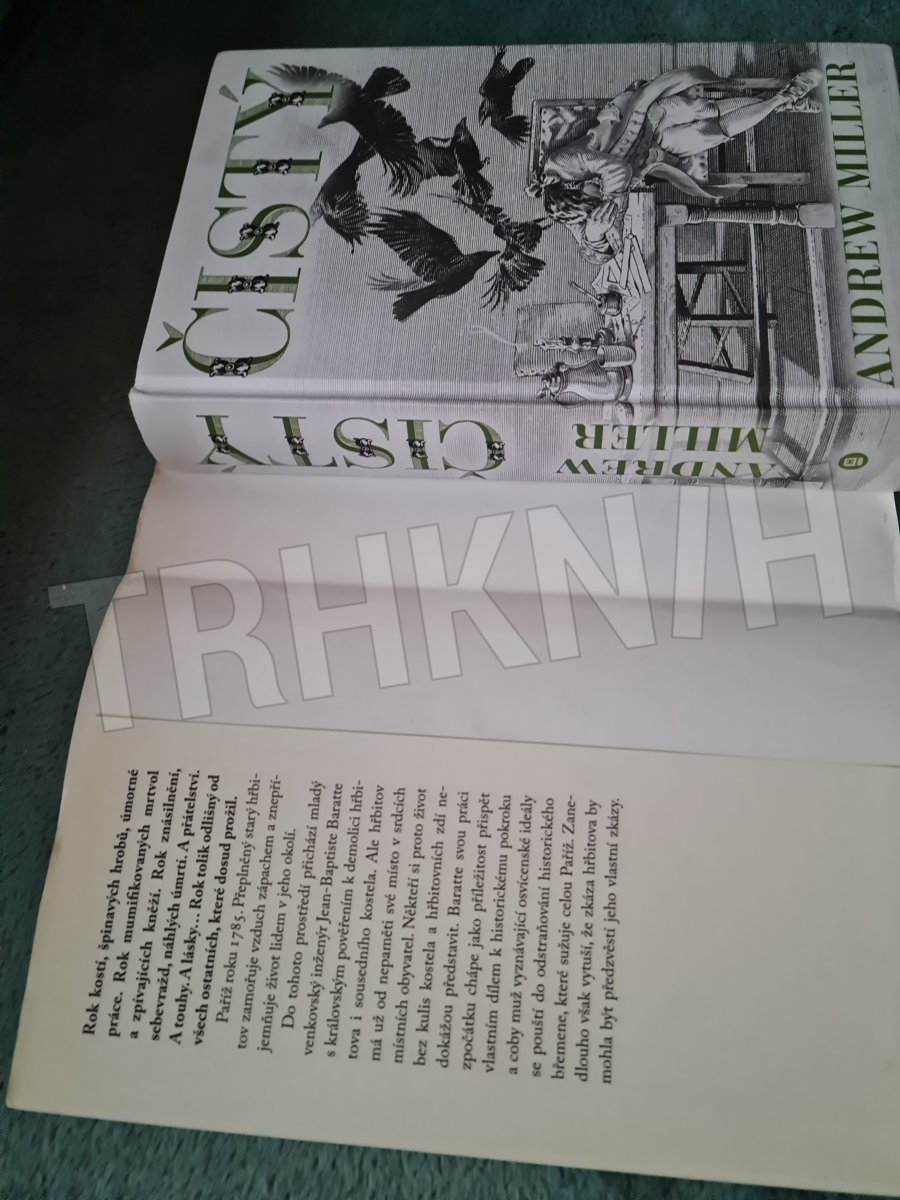 ČISTÝ
ANDREW MILLER
ČISTÝ
ANDREW
MILLER
TRHKNIH
Rok kostí, špinavých hrobů, úmorné
práce. Rok mumifikovaných mrtvol
a zpívajících kněží. Rok znásilnění,
sebevražd, náhlých úmrtí. A přátelství.
A touhy. A lásky… Rok tolik odlišný od
všech ostatních, které dosud prožil.
Paříž roku 1785. Přeplněný starý hřbi-
tov zamořuje vzduch zápachem a znepří-
jemňuje život lidem v jeho okolí.
Do tohoto prostředí přichází mladý
venkovský inženýr Jean-Baptiste Baratte
s královským pověřením k demolici hřbi-
tova i sousedního kostela. Ale hřbitov
má už od nepaměti své místo v srdcích
místních obyvatel. Někteří si proto život
bez kulis kostela a hřbitovních zdí ne-
dokážou představit. Baratte svou práci
zpočátku chápe jako příležitost přispět
vlastním dílem k historickému pokroku
a coby muž vyznávající osvícenské ideály
se pouští do odstraňování historického
břemene, které sužuje celou Paříž. Zane-
dlouho však vytuší, že zkáza hřbitova by
mohla být předzvěstí jeho vlastní zkázy.